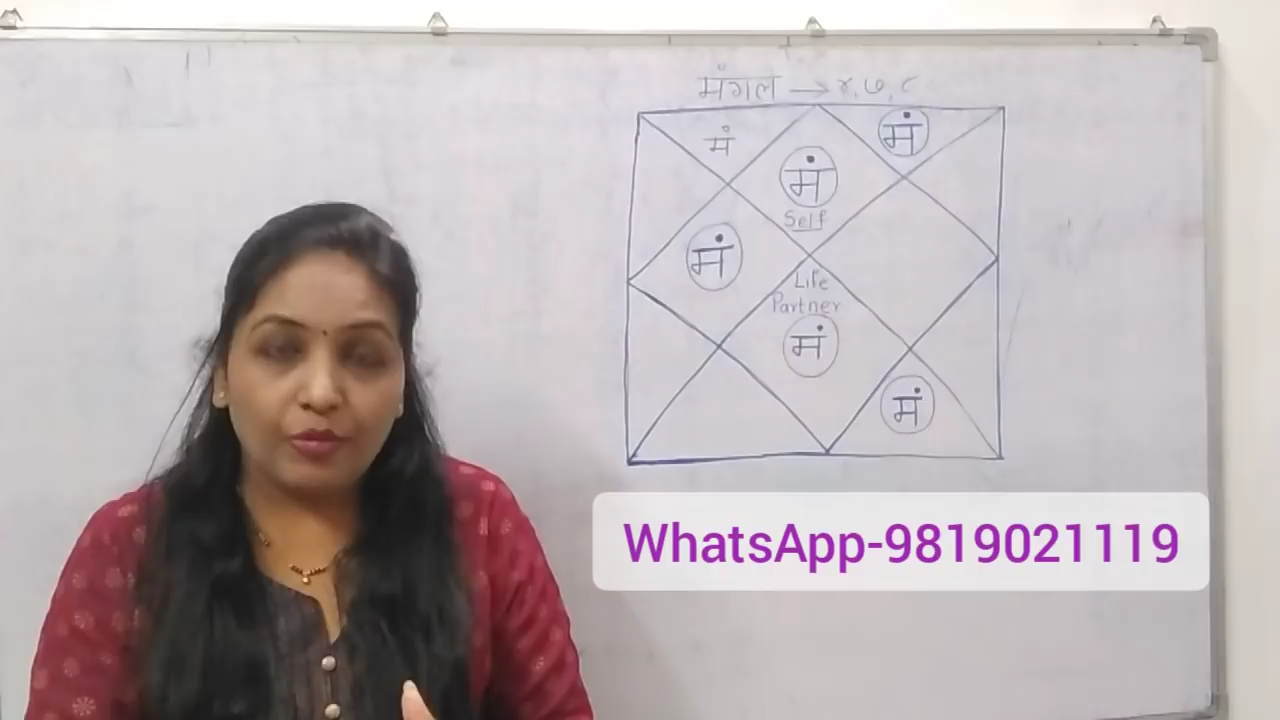 मंगल → ४, ७, ८
मं
मं
मं
Self
मं
Life
Partner
मं
मं
WhatsApp-9819021119